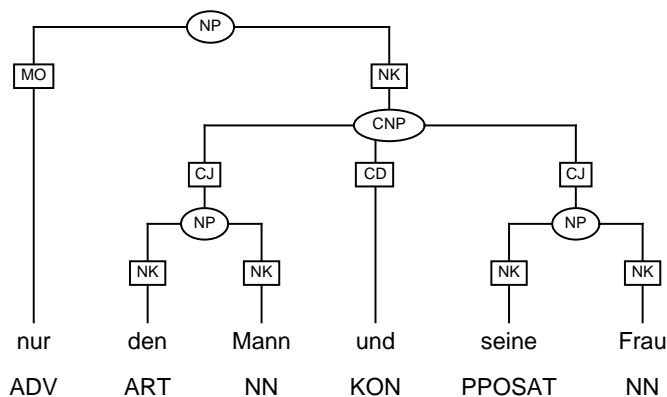 NP
MO NK
CNP
CJ CD CJ
NP NP
NK NK NK NK
nur den Mann und seine Frau
ADV ART NN KON PPOSAT NN